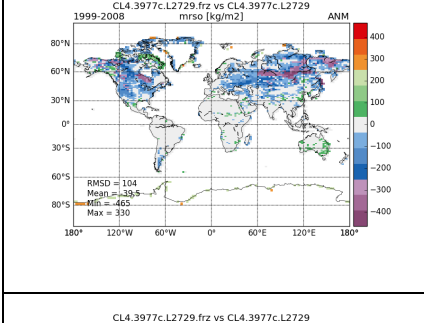 CL4.3977c.L2729.frz vs CL4.3977c.L2729
1999-2008 mrso [kg/m2] ANM
80°N
60°N
30°N
0°
30°S
60°S
80°S
RMSD = 104
Mean = -39.5
Min = -465
Max = 330
180° 120°W 60°W 0° 60°E 120°E 180°
400
300
200
100
0
−100
−200
−300
−400
CL4.3977c.L2729.frz vs CL4.3977c.L2729